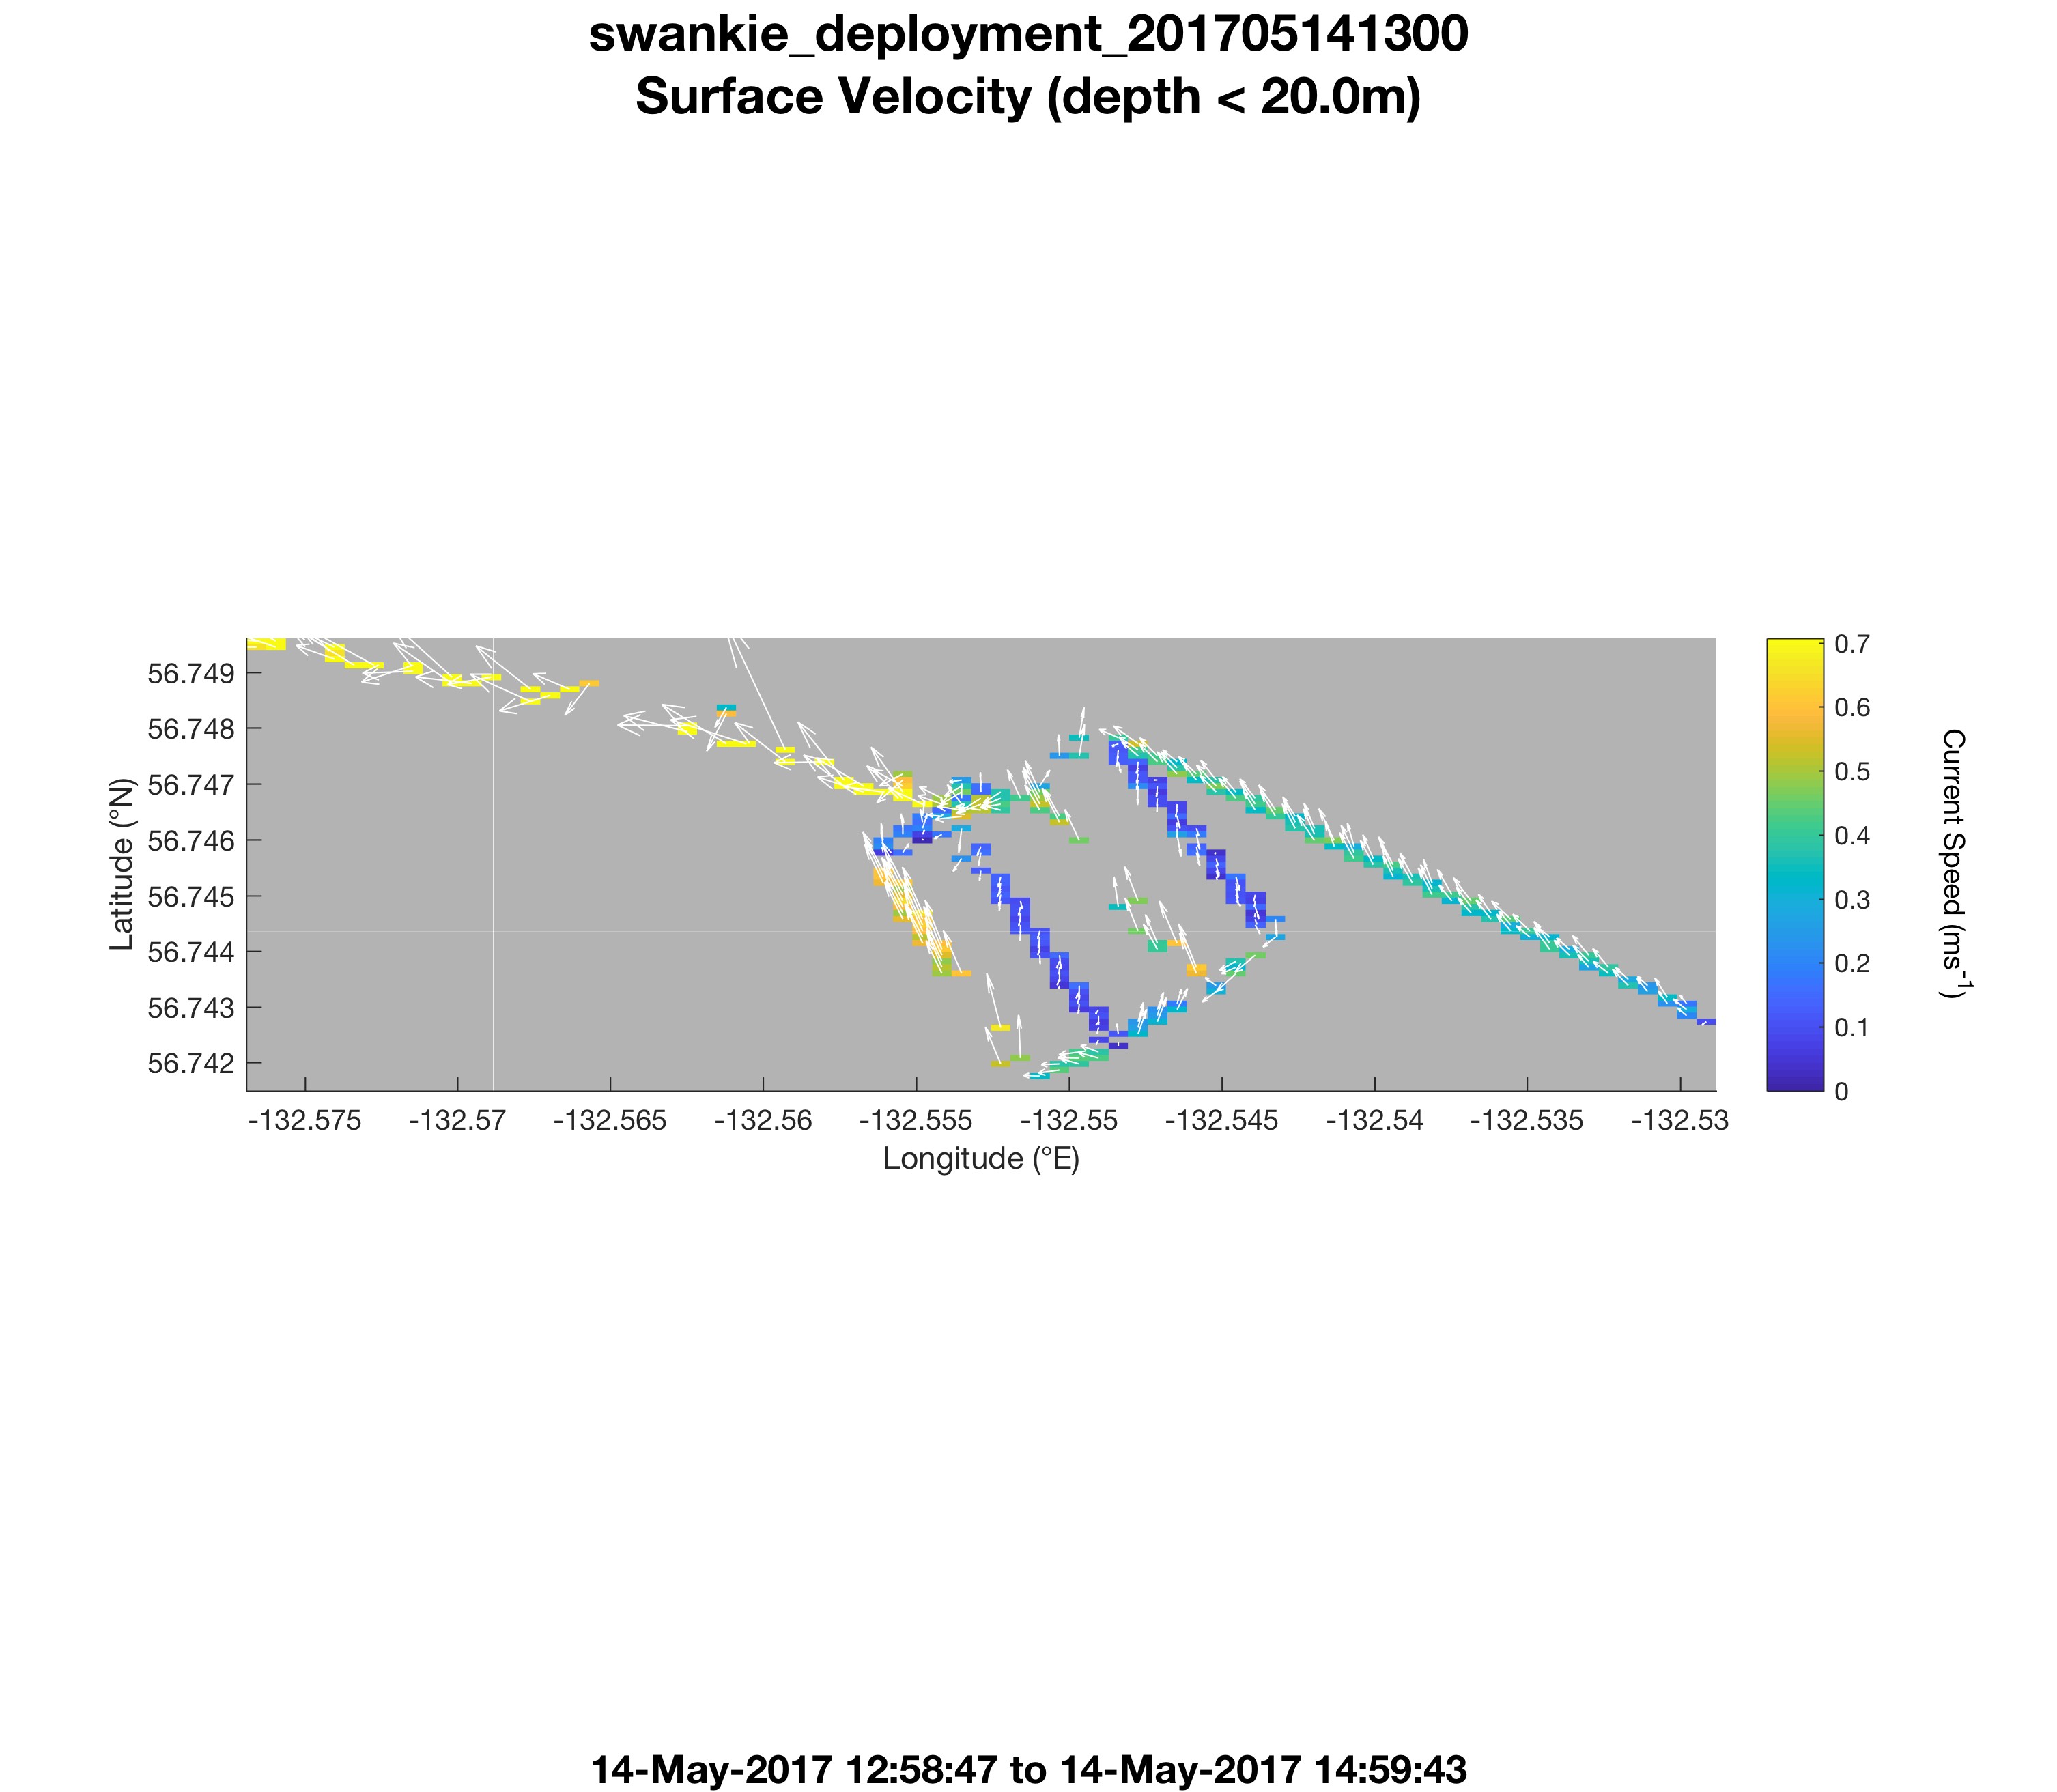 swankie_deployment_201705141300
Surface Velocity (depth < 20.0m)
56.749
56.748
56.747
56.746
56.745
56.744
56.743
56.742
Latitude (°N)
-132.575 -132.57 -132.565 -132.56 -132.555 -132.55 -132.545 -132.54 -132.535 -132.53
Longitude (°E)
0.7
0.6
0.5
0.4
0.3
0.2
0.1
0
Current Speed (ms⁻¹)
14-May-2017 12:58:47 to 14-May-2017 14:59:43